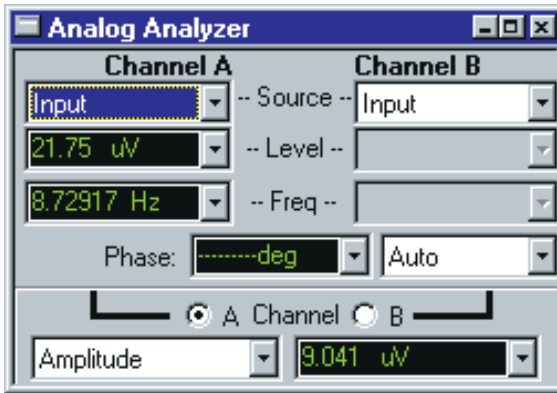 Analog Analyzer
Channel A Channel B
Input -- Source -- Input
21.75 uV -- Level --
8.72917 Hz -- Freq --
Phase: ---------deg Auto
A Channel B
Amplitude 9.041 uV